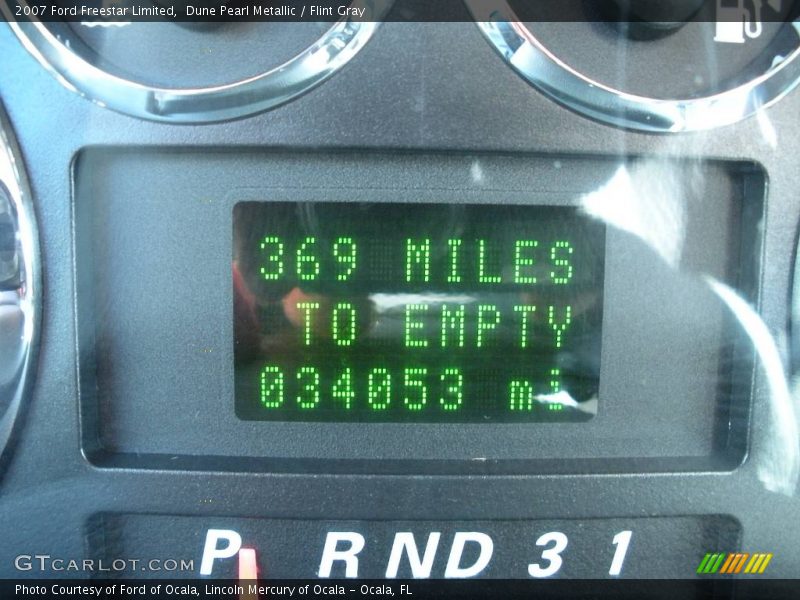 2007 Ford Freestar Limited, Dune Pearl Metallic / Flint Gray
369 MILES
TO EMPTY
034053 mi
P R N D 3 1
GTCARLOT.COM
Photo Courtesy of Ford of Ocala, Lincoln Mercury of Ocala - Ocala, FL